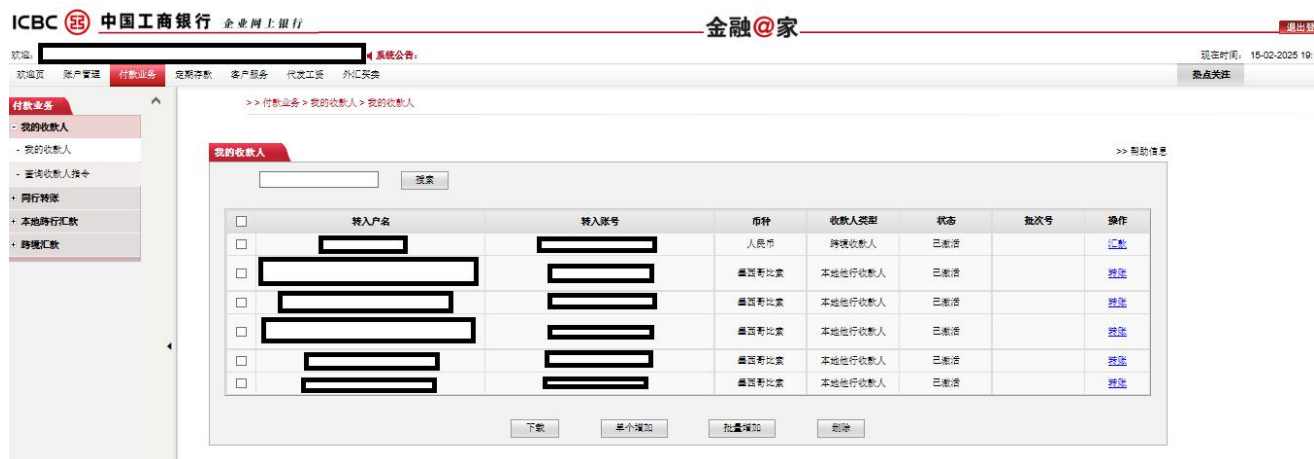 ICBC 中国工商银行 企业网上银行
金融@家
退出登
欢迎: 系统公告:
现在时间: 15-02-2025 19:
欢迎页 账户管理 付款业务 定期存款 客户服务 代发工资 外汇买卖 热点关注
付款业务
- 我的收款人
- 我的收款人
- 查询收款人指令
+ 同行转账
+ 本地跨行汇款
+ 跨境汇款
>>付款业务>我的收款人>我的收款人
我的收款人 >> 帮助信息
搜索
转入户名 转入账号 币种 收款人类型 状态 批次号 操作
人民币 跨境收款人 已激活 汇款
墨西哥比索 本地他行收款人 已激活 转账
墨西哥比索 本地他行收款人 已激活 转账
墨西哥比索 本地他行收款人 已激活 转账
墨西哥比索 本地他行收款人 已激活 转账
墨西哥比索 本地他行收款人 已激活 转账
下载 单个增加 批量增加 删除